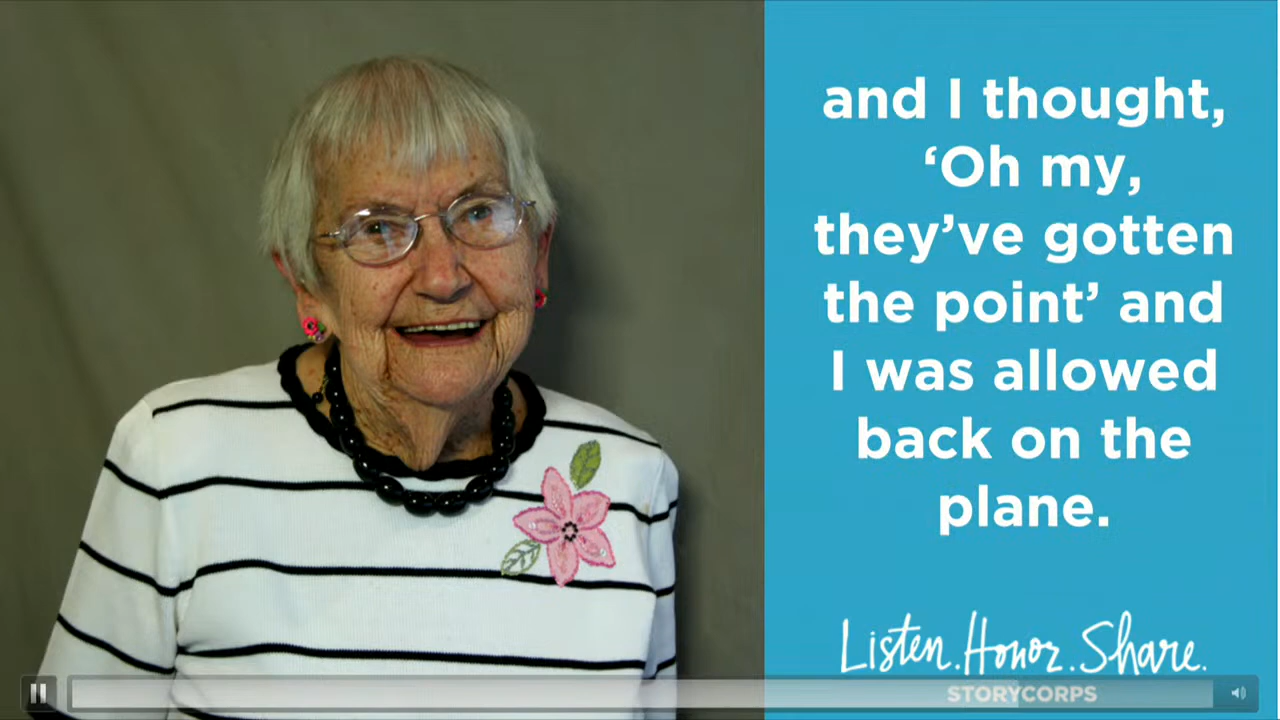 and I thought,
‘Oh my,
they’ve gotten
the point’ and
I was allowed
back on the
plane.
Listen. Honor. Share.
STORYCORPS